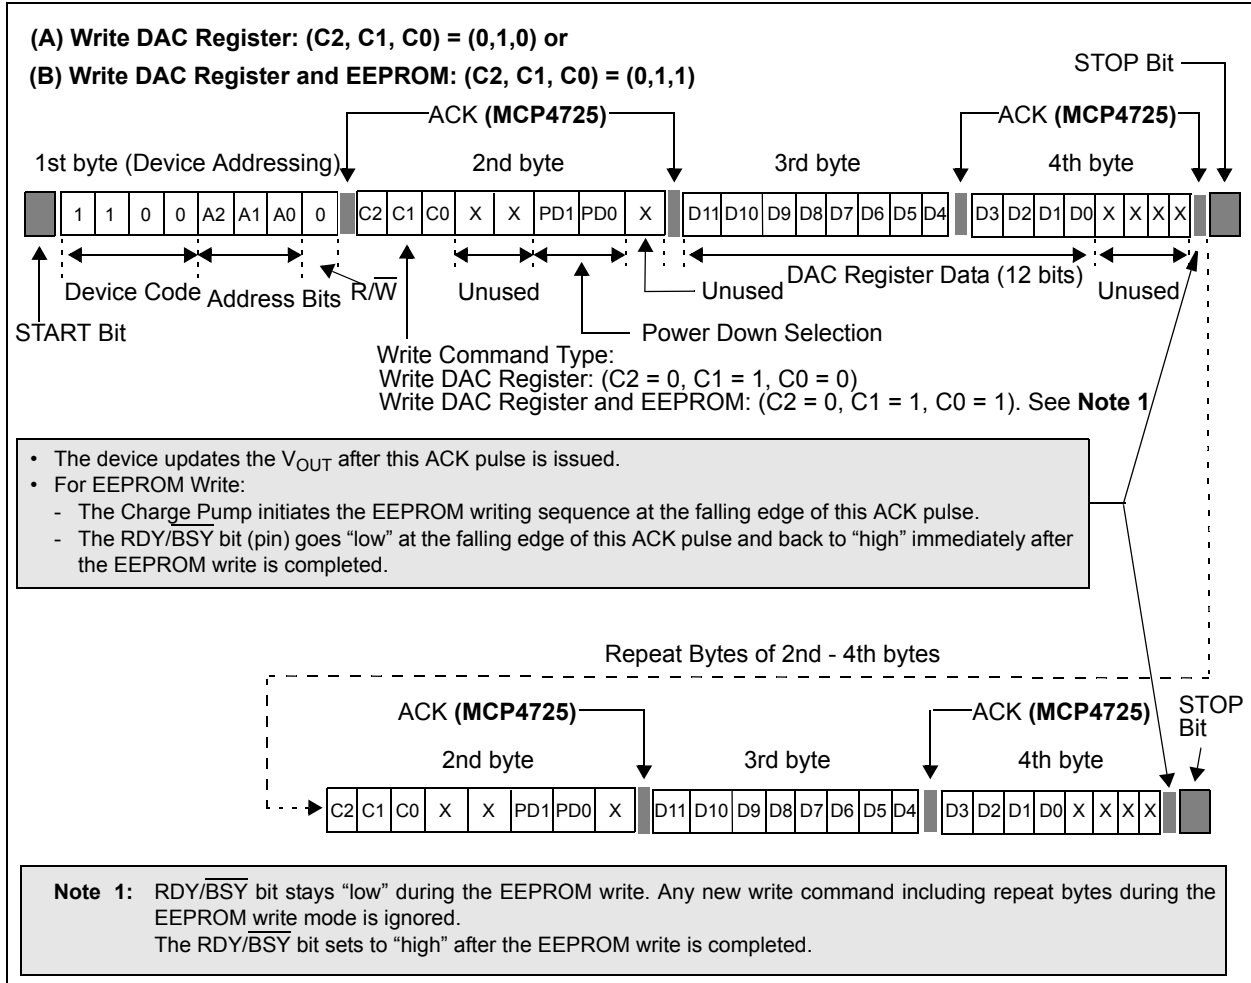 (A) Write DAC Register: (C2, C1, C0) = (0,1,0) or
(B) Write DAC Register and EEPROM: (C2, C1, C0) = (0,1,1)
STOP Bit
ACK (MCP4725)
ACK (MCP4725)
1st byte (Device Addressing)
2nd byte
3rd byte
4th byte
1 1 0 0 A2 A1 A0 0
C2 C1 C0 X X PD1 PD0 X
D11 D10 D9 D8 D7 D6 D5 D4
D3 D2 D1 D0 X X X X
Device Code
Address Bits
R/W̅
Unused
Unused
DAC Register Data (12 bits)
Unused
START Bit
Power Down Selection
Write Command Type:
Write DAC Register: (C2 = 0, C1 = 1, C0 = 0)
Write DAC Register and EEPROM: (C2 = 0, C1 = 1, C0 = 1). See Note 1
• The device updates the VOUT after this ACK pulse is issued.
• For EEPROM Write:
- The Charge Pump initiates the EEPROM writing sequence at the falling edge of this ACK pulse.
- The RDY/B̅S̅Y̅ bit (pin) goes “low” at the falling edge of this ACK pulse and back to “high” immediately after
the EEPROM write is completed.
Repeat Bytes of 2nd - 4th bytes
ACK (MCP4725)
ACK (MCP4725)
STOP
Bit
2nd byte
3rd byte
4th byte
C2 C1 C0 X X PD1 PD0 X
D11 D10 D9 D8 D7 D6 D5 D4
D3 D2 D1 D0 X X X X
Note 1: RDY/B̅S̅Y̅ bit stays “low” during the EEPROM write. Any new write command including repeat bytes during the
EEPROM write mode is ignored.
The RDY/B̅S̅Y̅ bit sets to “high” after the EEPROM write is completed.